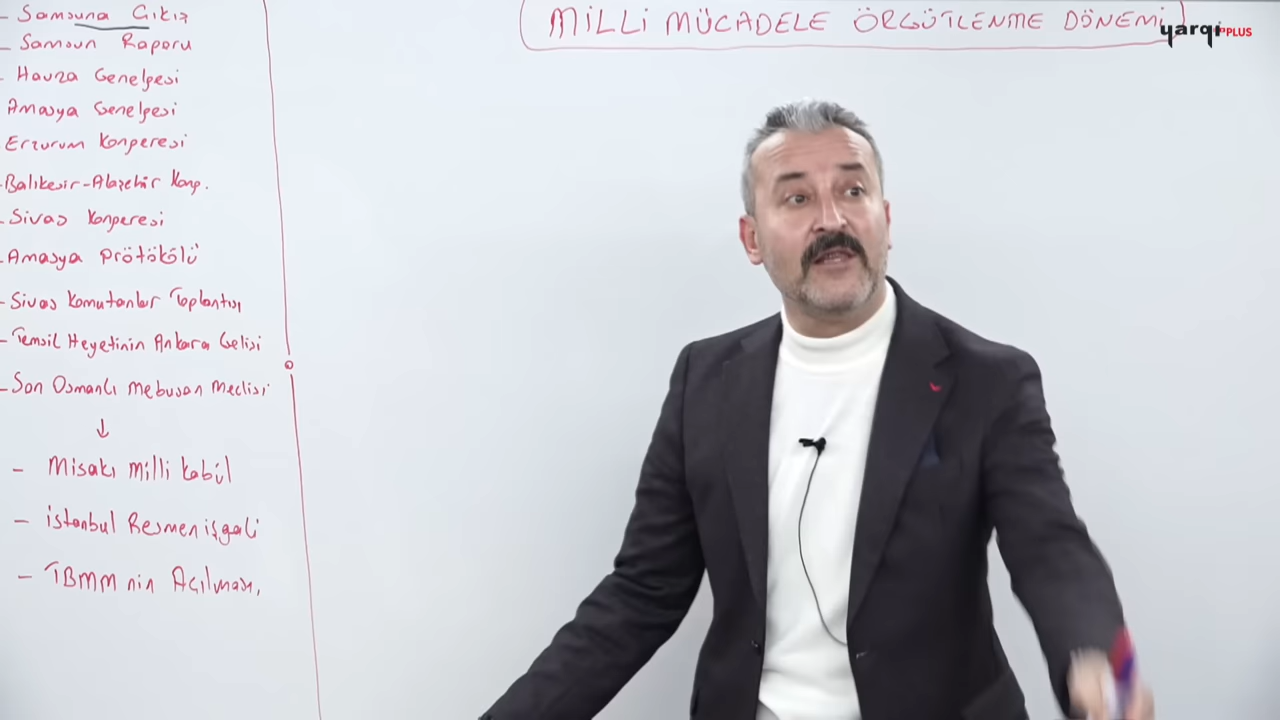 MİLLİ MÜCADELE ÖRGÜTLENME DÖNEMİ
yargı PLUS
- Samsuna Çıkış
- Samsun Raporu
- Havza Genelgesi
Amasya Genelgesi
Erzurum Kongresi
- Balıkesir-Alaşehir Kong.
- Sivas Kongresi
- Amasya Prötökölü
- Sivas Komutanlar Toplantısı
- Temsil Heyetinin Ankara Gelişi
- Son Osmanlı Mebusan Meclisi
↓
- Misakı Milli Kabül
- İstanbul Resmen işgali
- TBMM nin Açılması,